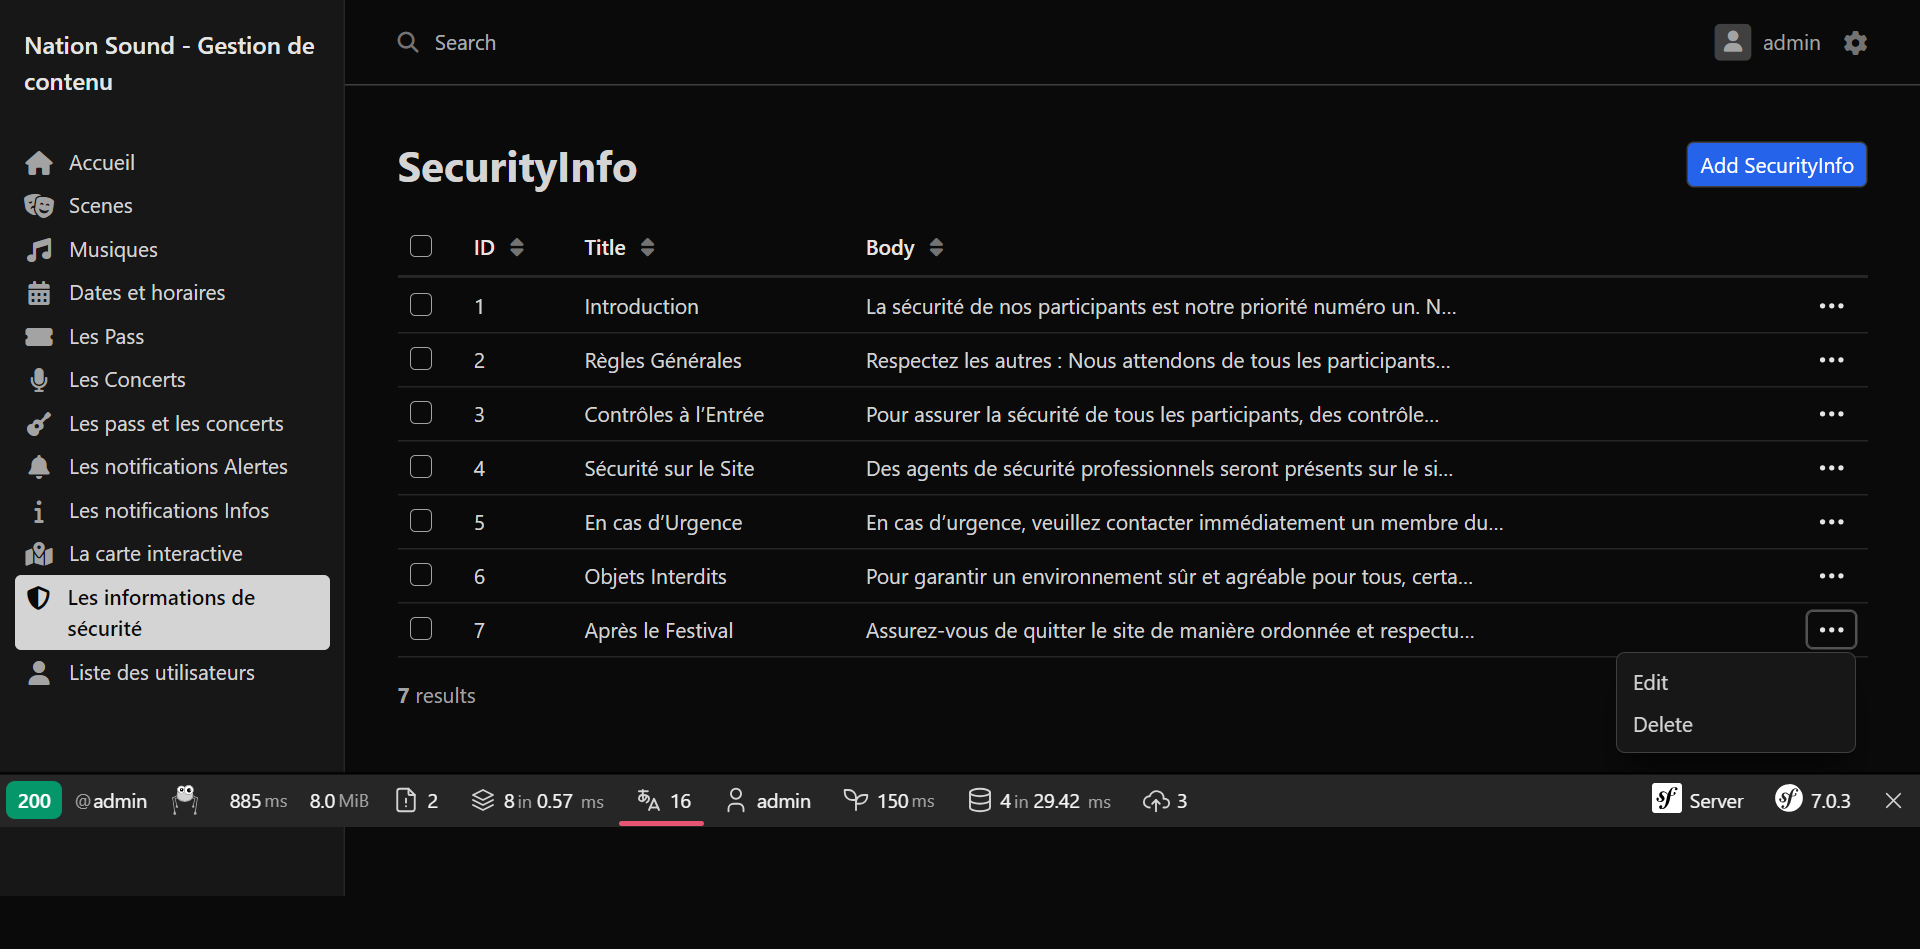 Nation Sound - Gestion de
contenu
Accueil
Scenes
Musiques
Dates et horaires
Les Pass
Les Concerts
Les pass et les concerts
Les notifications Alertes
Les notifications Infos
La carte interactive
Les informations de
sécurité
Liste des utilisateurs
Search
admin
SecurityInfo
Add SecurityInfo
ID Title Body
1 Introduction La sécurité de nos participants est notre priorité numéro un. N...
2 Règles Générales Respectez les autres : Nous attendons de tous les participants...
3 Contrôles à l’Entrée Pour assurer la sécurité de tous les participants, des contrôle...
4 Sécurité sur le Site Des agents de sécurité professionnels seront présents sur le si...
5 En cas d’Urgence En cas d’urgence, veuillez contacter immédiatement un membre du...
6 Objets Interdits Pour garantir un environnement sûr et agréable pour tous, certa...
7 Après le Festival Assurez-vous de quitter le site de manière ordonnée et respectu...
7 results
Edit
Delete
200 @admin 885 ms 8.0 MiB 2 8 in 0.57 ms 16 admin 150 ms 4 in 29.42 ms 3 Server 7.0.3